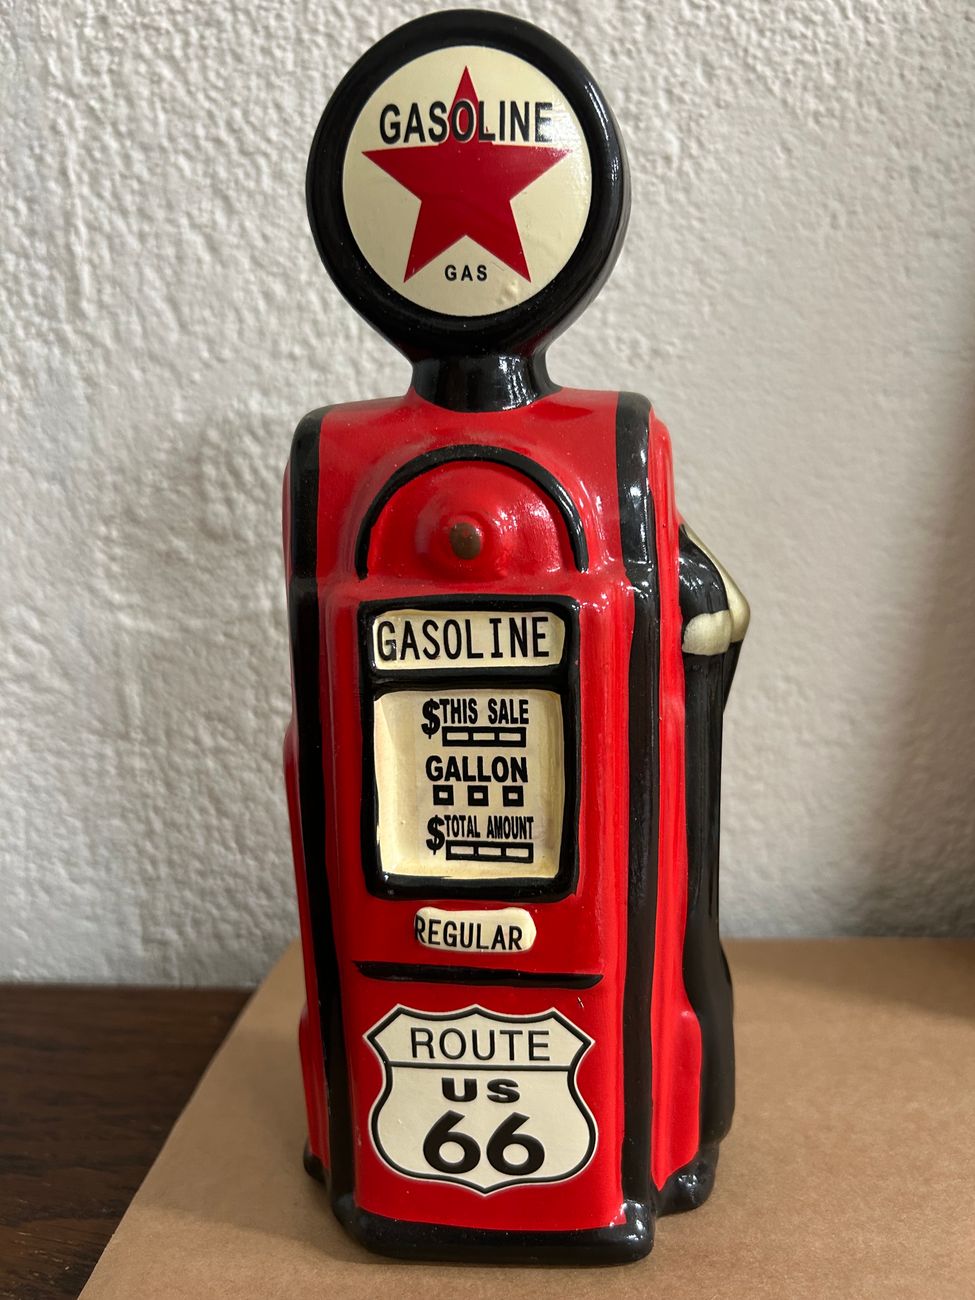 GASOLINE
GAS
GASOLINE
$THIS SALE
GALLON
$TOTAL AMOUNT
REGULAR
ROUTE
US
66